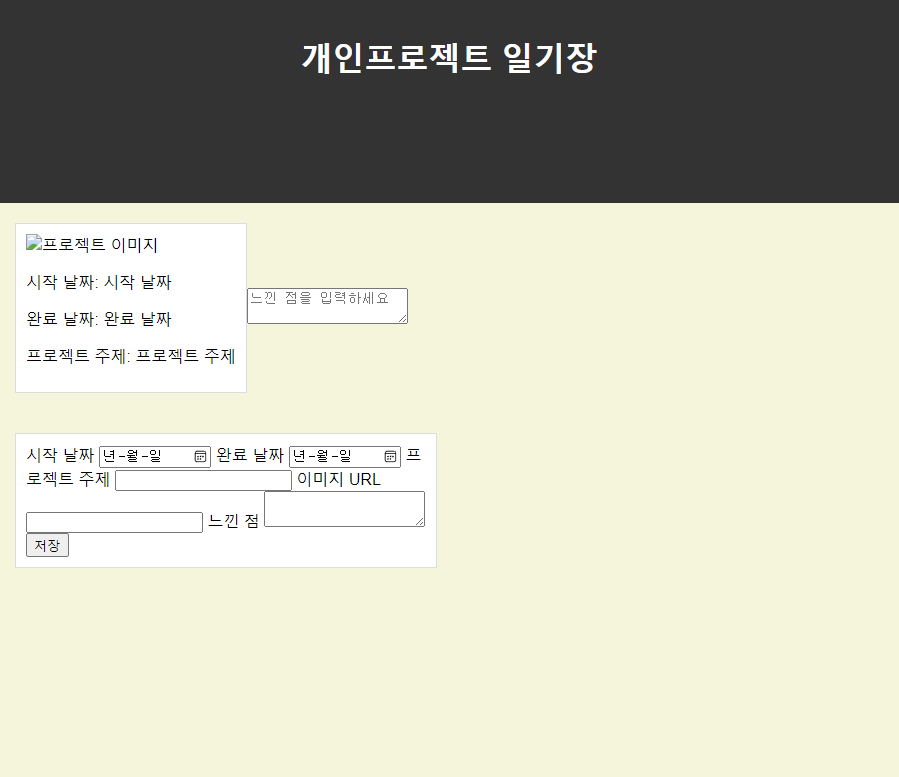 개인프로젝트 일기장
프로젝트 이미지
시작 날짜: 시작 날짜
느낀 점을 입력하세요
완료 날짜: 완료 날짜
프로젝트 주제: 프로젝트 주제
시작 날짜 년-월-일 완료 날짜 년-월-일 프
로젝트 주제 이미지 URL
느낀 점
저장